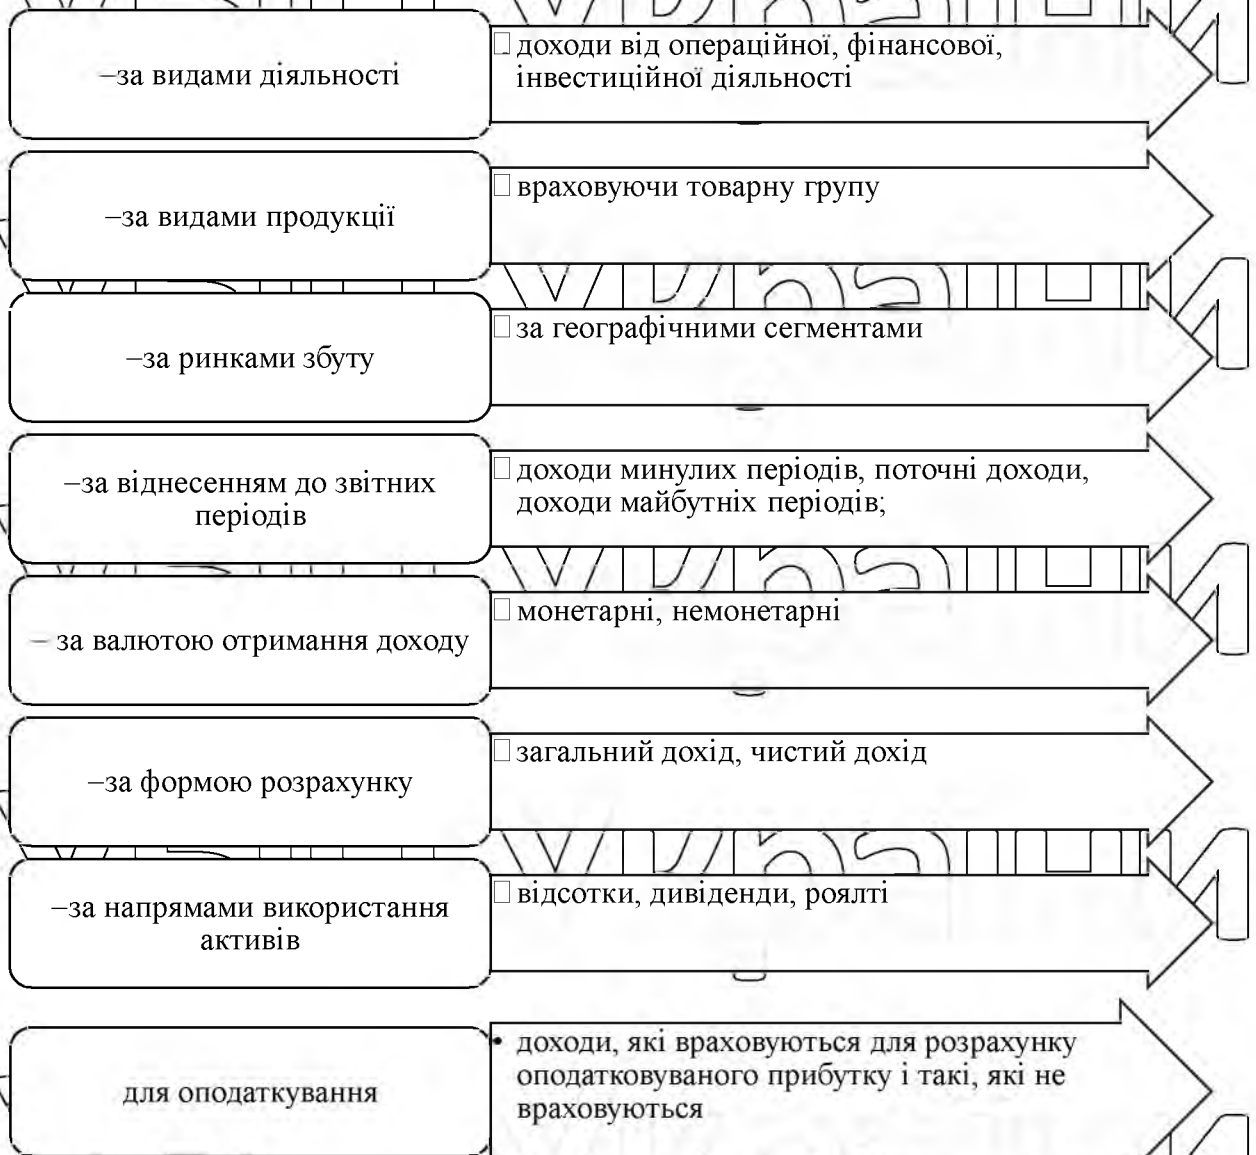 –за видами діяльності
доходи від операційної, фінансової,
інвестиційної діяльності
–за видами продукції
враховуючи товарну групу
–за ринками збуту
за географічними сегментами
–за віднесенням до звітних
періодів
доходи минулих періодів, поточні доходи,
доходи майбутніх періодів;
– за валютою отримання доходу
монетарні, немонетарні
–за формою розрахунку
загальний дохід, чистий дохід
–за напрямами використання
активів
відсотки, дивіденди, роялті
для оподаткування
• доходи, які враховуються для розрахунку
оподатковуваного прибутку і такі, які не
враховуються